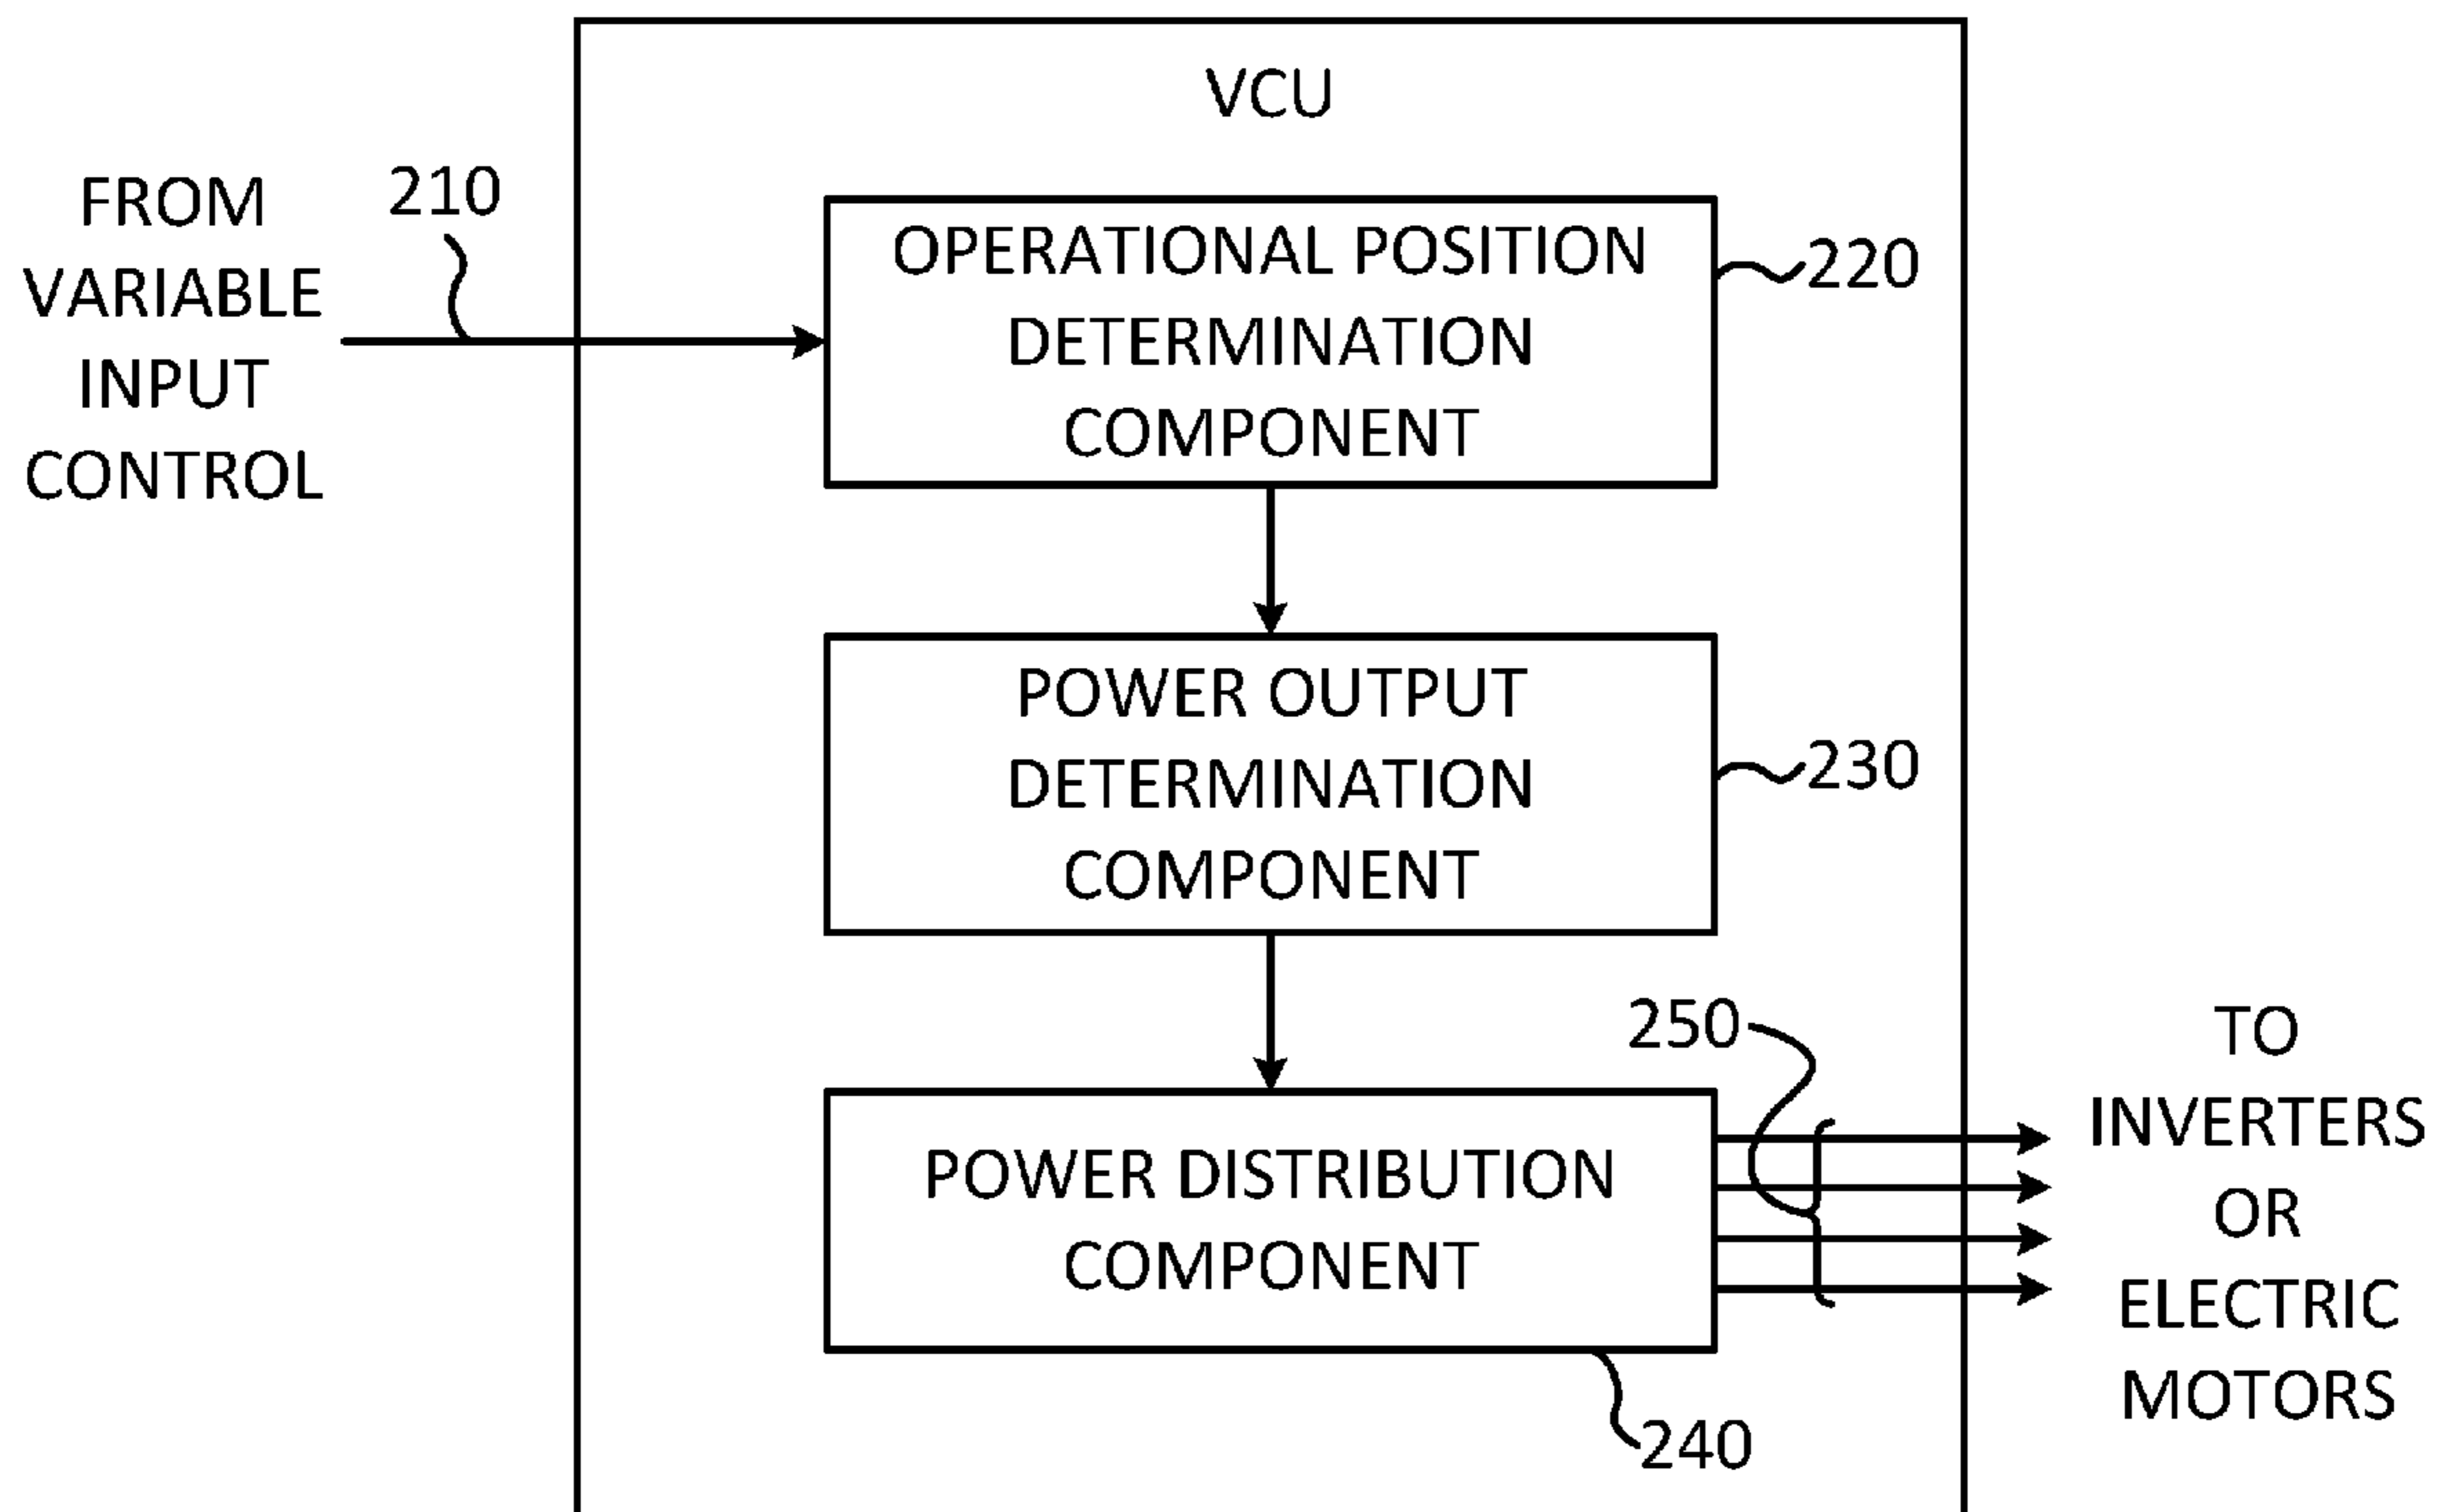 VCU
FROM
VARIABLE
INPUT
CONTROL
210
OPERATIONAL POSITION
DETERMINATION
COMPONENT
220
POWER OUTPUT
DETERMINATION
COMPONENT
230
250
POWER DISTRIBUTION
COMPONENT
240
TO
INVERTERS
OR
ELECTRIC
MOTORS